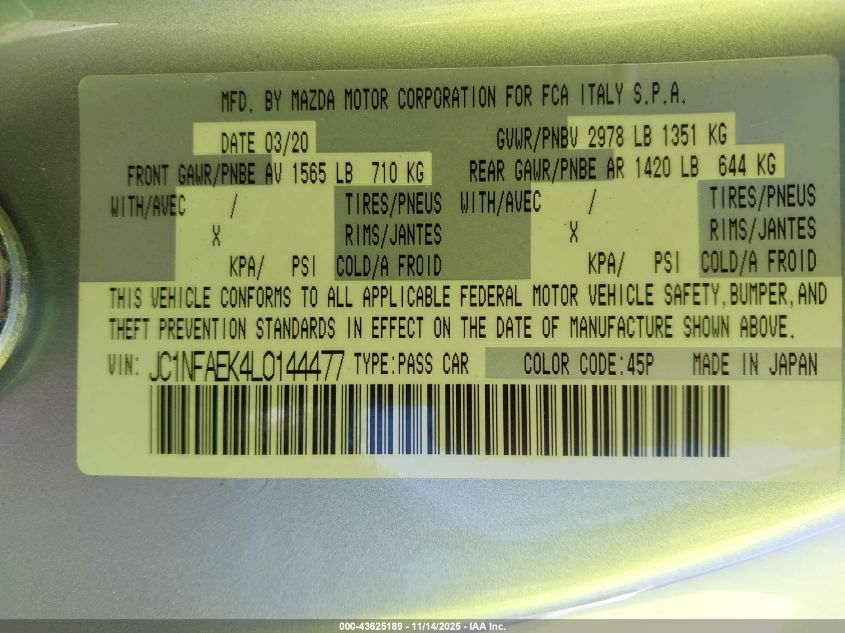 MFD. BY MAZDA MOTOR CORPORATION FOR FCA ITALY S.P.A.
DATE 03/20 GVWR/PNBV 2978 LB 1351 KG
FRONT GAWR/PNBE AV 1565 LB 710 KG REAR GAWR/PNBE AR 1420 LB 644 KG
WITH/AVEC / TIRES/PNEUS WITH/AVEC / TIRES/PNEUS
X RIMS/JANTES X RIMS/JANTES
KPA/ PSI COLD/A FROID KPA/ PSI COLD/A FROID
THIS VEHICLE CONFORMS TO ALL APPLICABLE FEDERAL MOTOR VEHICLE SAFETY, BUMPER, AND
THEFT PREVENTION STANDARDS IN EFFECT ON THE DATE OF MANUFACTURE SHOWN ABOVE.
VIN: JC1NFAEK4L0144477 TYPE:PASS CAR COLOR CODE:45P MADE IN JAPAN
000-43625189 - 11/14/2025 - IAA Inc.